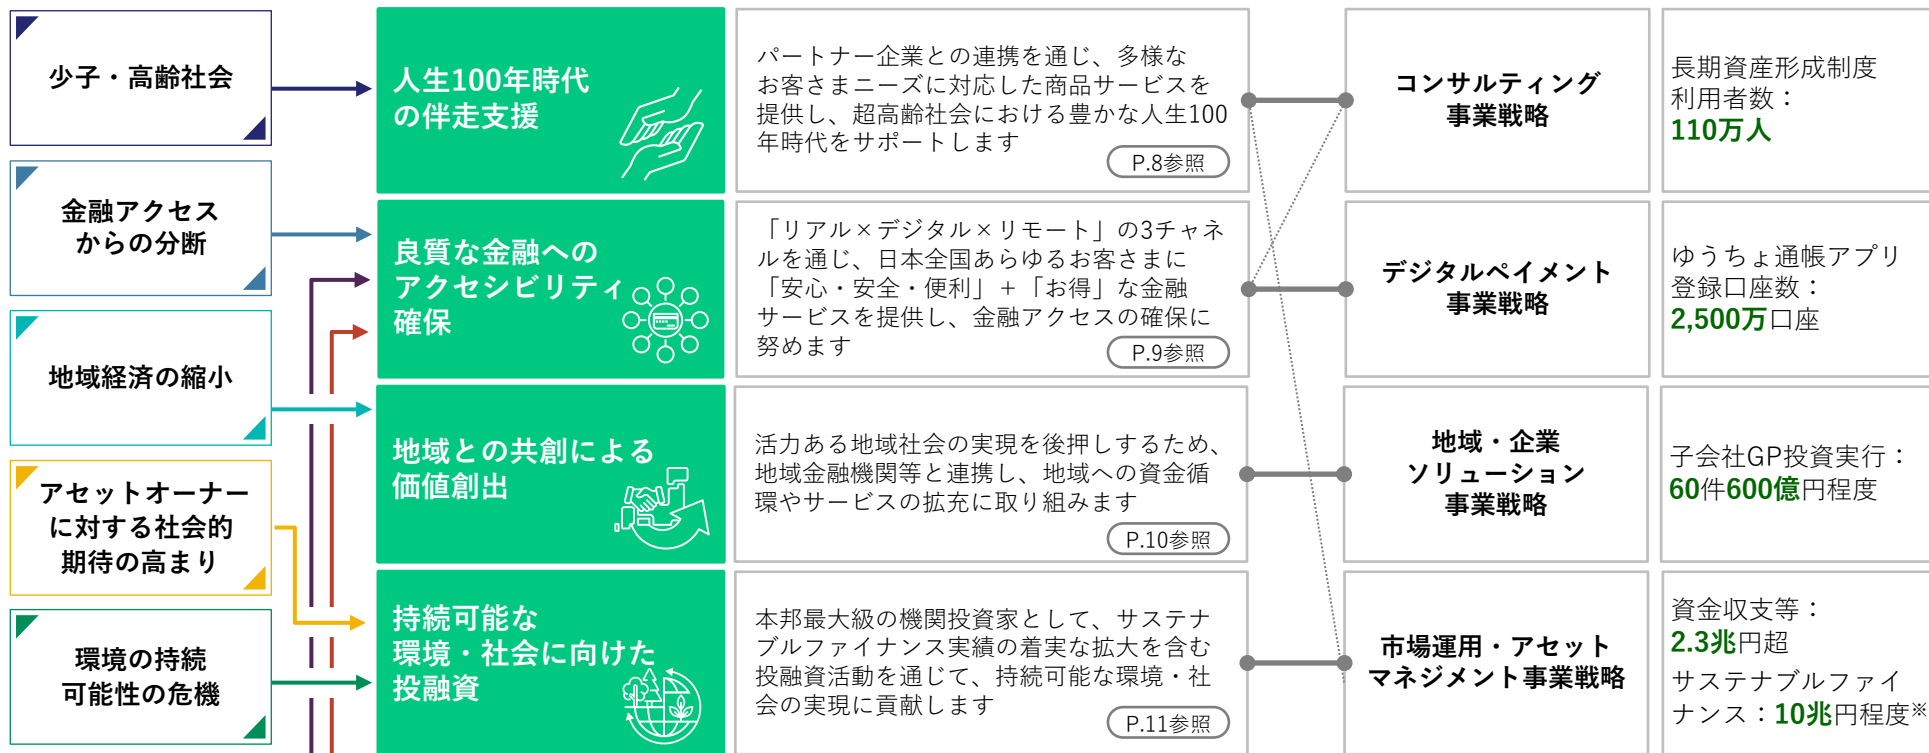 少子・高齢社会
金融アクセス
からの分断
地域経済の縮小
アセットオーナー
に対する社会的
期待の高まり
環境の持続
可能性の危機
人生100年時代
の伴走支援
パートナー企業との連携を通じ、多様な
お客さまニーズに対応した商品サービスを
提供し、超高齢社会における豊かな人生100
年時代をサポートします
P.8参照
コンサルティング
事業戦略
長期資産形成制度
利用者数：
110万人
良質な金融への
アクセシビリティ
確保
「リアル×デジタル×リモート」の3チャネ
ルを通じ、日本全国あらゆるお客さまに
「安心・安全・便利」＋「お得」な金融
サービスを提供し、金融アクセスの確保に
努めます
P.9参照
デジタルペイメント
事業戦略
ゆうちょ通帳アプリ
登録口座数：
2,500万口座
地域との共創による
価値創出
活力ある地域社会の実現を後押しするため、
地域金融機関等と連携し、地域への資金循
環やサービスの拡充に取り組みます
P.10参照
地域・企業
ソリューション
事業戦略
子会社GP投資実行：
60件600億円程度
持続可能な
環境・社会に向けた
投融資
本邦最大級の機関投資家として、サステナ
ブルファイナンス実績の着実な拡大を含む
投融資活動を通じて、持続可能な環境・社
会の実現に貢献します
P.11参照
市場運用・アセット
マネジメント事業戦略
資金収支等：
2.3兆円超
サステナブルファイ
ナンス：10兆円程度※